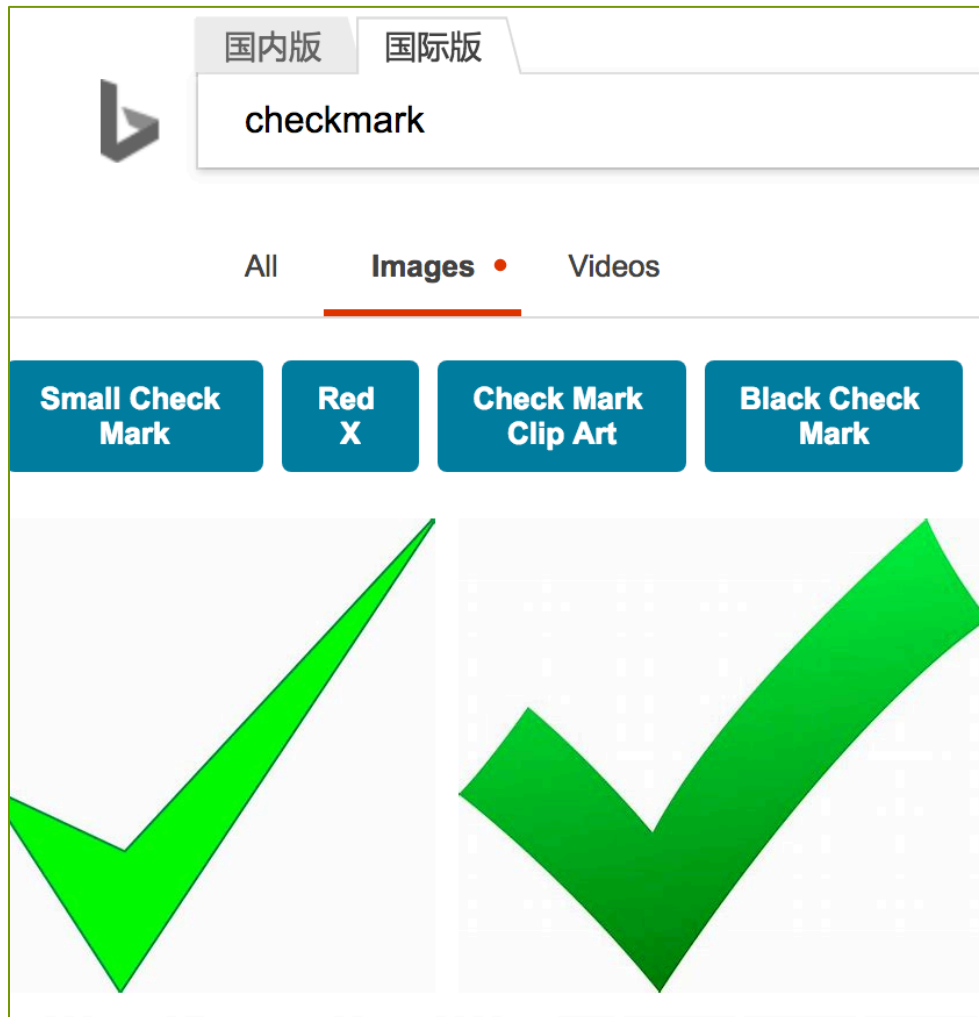 国内版 国际版
checkmark
All Images Videos
Small Check Mark
Red X
Check Mark Clip Art
Black Check Mark